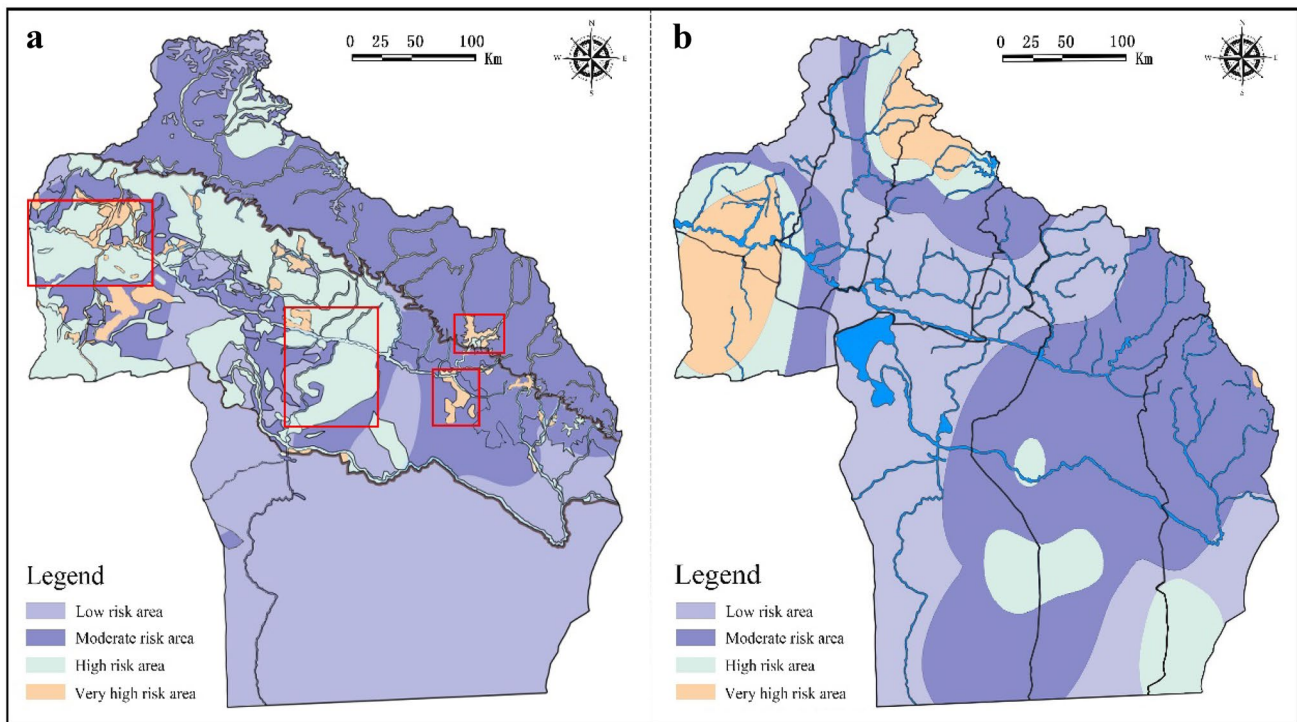 a
0 25 50 100
Km
N
W E
S
Legend
Low risk area
Moderate risk area
High risk area
Very high risk area
b
0 25 50 100
Km
N
W E
Legend
Low risk area
Moderate risk area
High risk area
Very high risk area